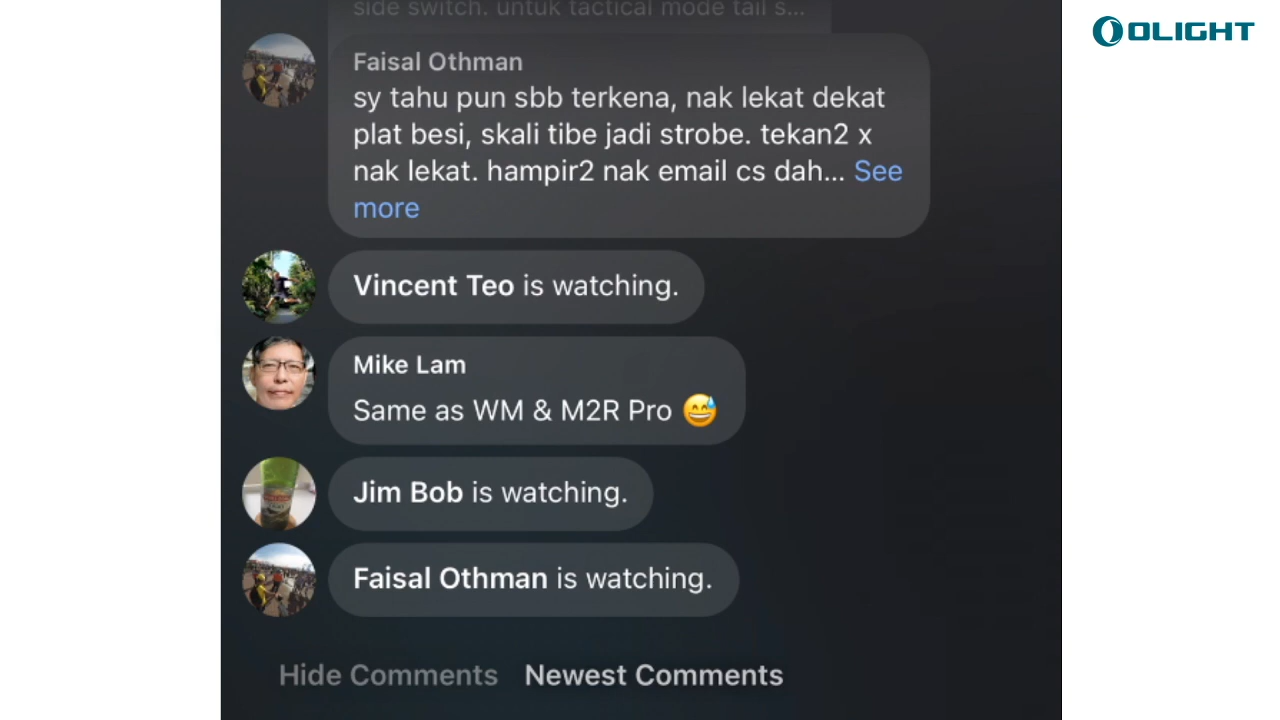 side switch. untuk tactical mode tail s...
OLIGHT
Faisal Othman
sy tahu pun sbb terkena, nak lekat dekat
plat besi, skali tibe jadi strobe. tekan2 x
nak lekat. hampir2 nak email cs dah... See
more
Vincent Teo is watching.
Mike Lam
Same as WM & M2R Pro 😅
Jim Bob is watching.
Faisal Othman is watching.
Hide Comments Newest Comments